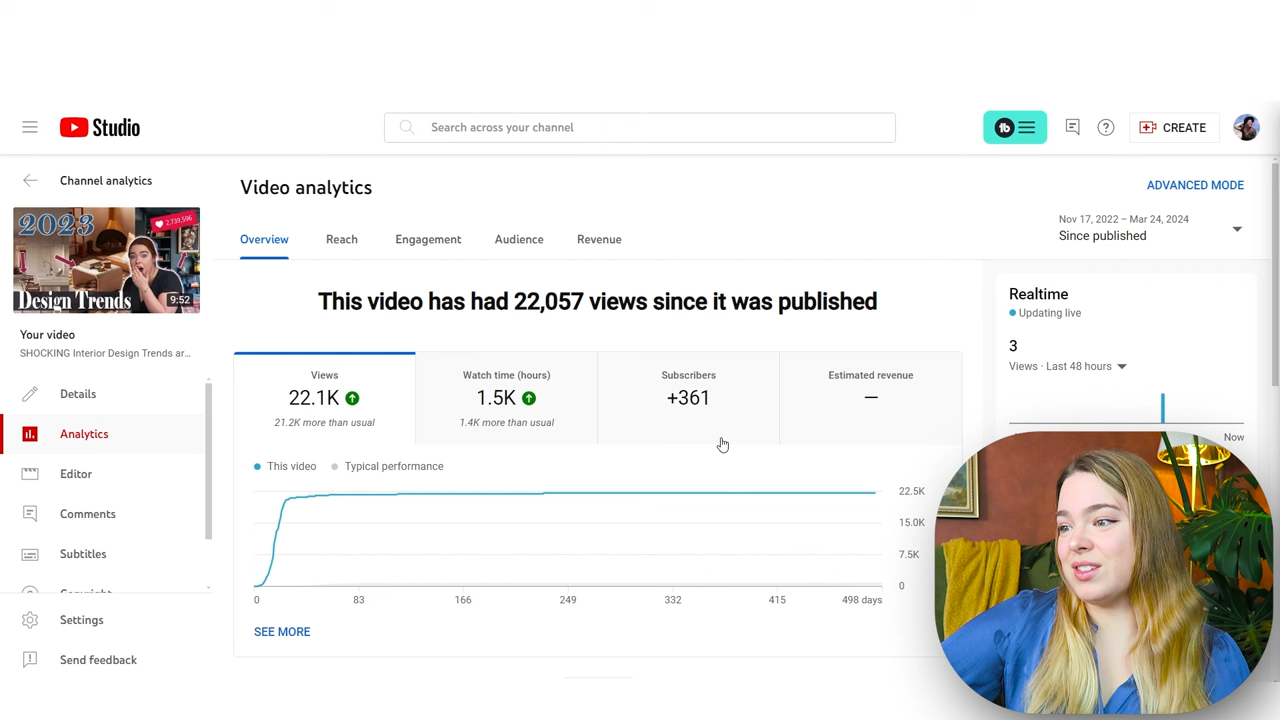 Studio
Search across your channel
CREATE
Channel analytics
2023
2,739,596
Design Trends
9:52
Your video
SHOCKING Interior Design Trends ar...
Details
Analytics
Editor
Comments
Subtitles
Copyright
Settings
Send feedback
Video analytics
ADVANCED MODE
Nov 17, 2022 – Mar 24, 2024
Since published
Overview
Reach
Engagement
Audience
Revenue
This video has had 22,057 views since it was published
Views
22.1K
21.2K more than usual
Watch time (hours)
1.5K
1.4K more than usual
Subscribers
+361
Estimated revenue
—
This video
Typical performance
22.5K
15.0K
7.5K
0
0
83
166
249
332
415
498 days
SEE MORE
Realtime
Updating live
3
Views · Last 48 hours
Now